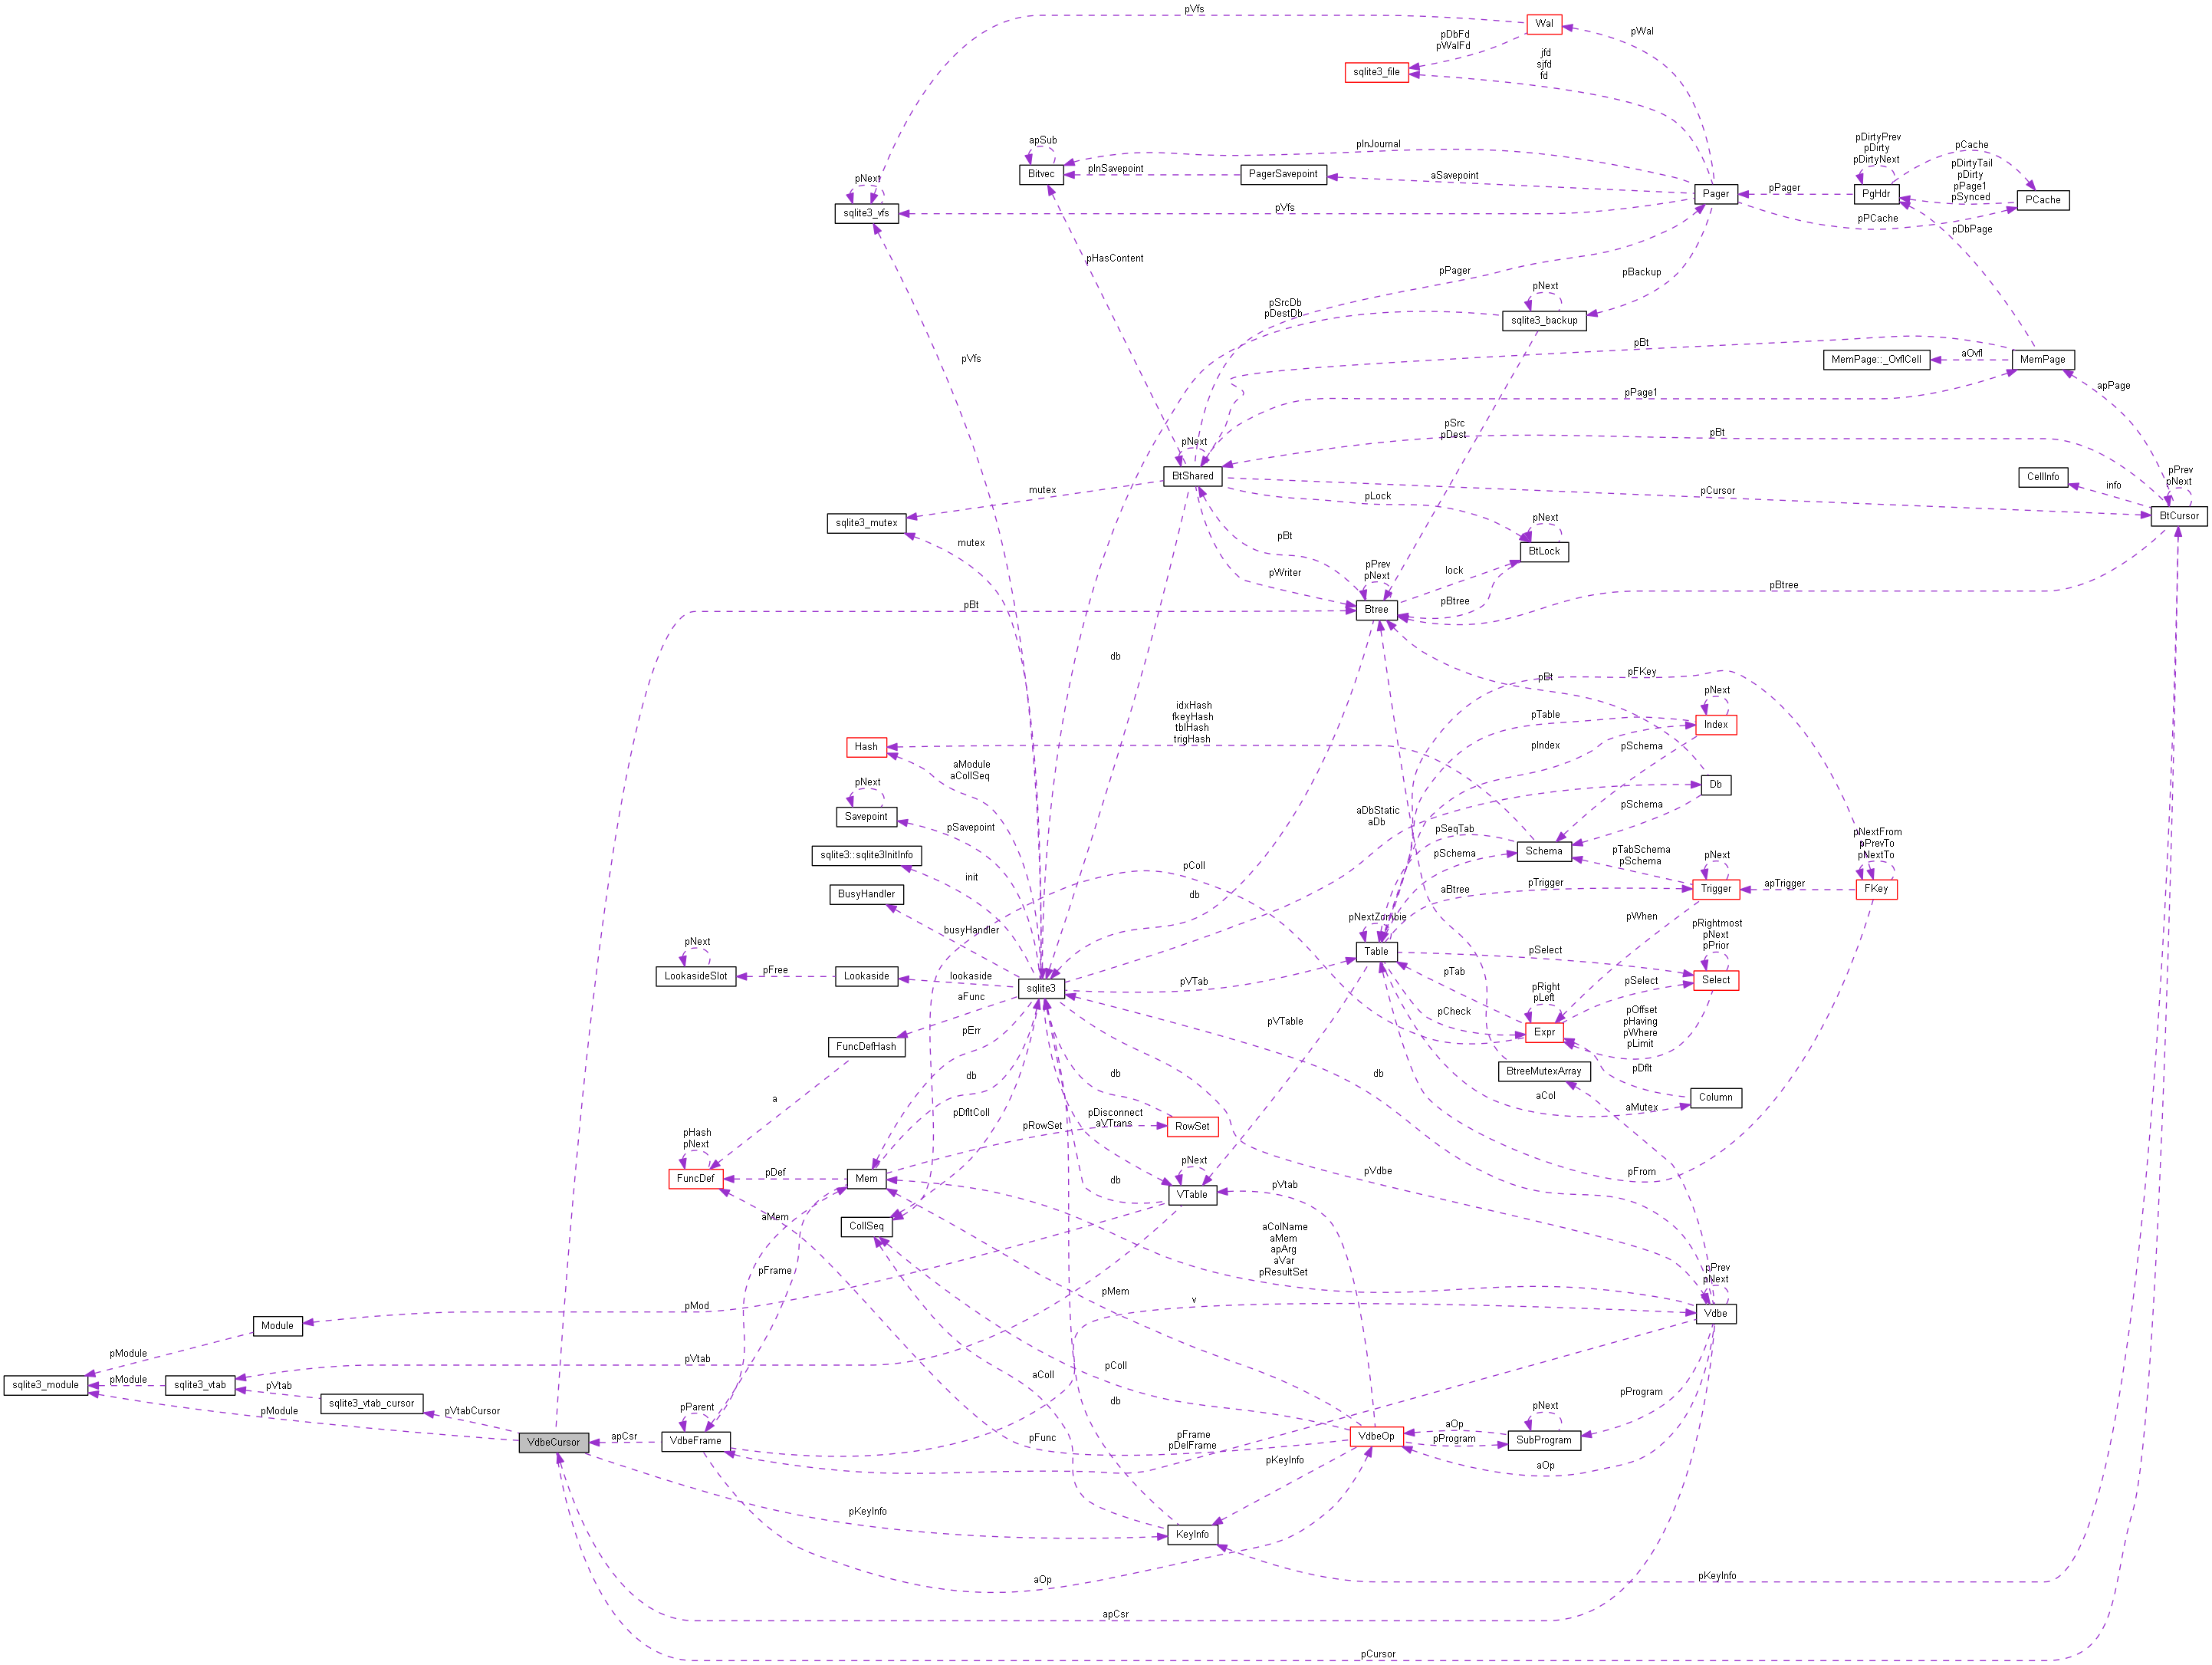 pVfs
Wal
pWal
pDbFd
pWalFd
sqlite3_file
jfd
sjfd
fd
apSub
Bitvec
pInJournal
pInSavepoint
PagerSavepoint
aSavepoint
pDirtyPrev
pDirty
pDirtyNext
pCache
pDirtyTail
pDirty
pPage1
pSynced
pPager
Pager
PgHdr
PCache
pNext
sqlite3_vfs
pVfs
pPCache
pDbPage
pHasContent
pPager
pBackup
pSrcDb
pDestDb
pNext
sqlite3_backup
pVfs
pBt
MemPage::_OvflCell
aOvfl
MemPage
pPage1
apPage
pSrc
pDest
pBt
pNext
BtShared
CellInfo
info
pPrev
pNext
mutex
pLock
pCursor
BtCursor
sqlite3_mutex
mutex
pBt
pNext
BtLock
pWriter
pPrev
pNext
lock
pBtree
pBtree
pBt
Btree
db
pFKey
pBt
idxHash
fkeyHash
tblHash
trigHash
pTable
pNext
Index
Hash
pIndex
pSchema
aModule
aCollSeq
pNext
Db
Savepoint
pSavepoint
aDbStatic
aDb
pSchema
pSeqTab
pNextFrom
pPrevTo
pNextTo
sqlite3::sqlite3InitInfo
init
pColl
pSchema
Schema
pTabSchema
pSchema
pNext
BusyHandler
db
aBtree
pTrigger
Trigger
apTrigger
FKey
busyHandler
pNextZombie
pWhen
pRightmost
pNext
pPrior
pNext
Table
pSelect
LookasideSlot
pFree
Lookaside
lookaside
sqlite3
pVTab
pTab
pSelect
Select
aFunc
pRight
pLeft
pErr
pVTable
pCheck
Expr
pOffset
pHaving
pWhere
pLimit
FuncDefHash
BtreeMutexArray
pDflt
db
db
db
a
pDfltColl
aCol
aMutex
Column
pHash
pNext
pRowSet
pDisconnect
aVTrans
RowSet
pDef
pNext
pFrom
pVdbe
FuncDef
Mem
db
VTable
pVtab
aMem
CollSeq
aColName
aMem
apArg
aVar
pResultSet
pFrame
pMem
pPrev
pNext
v
pMod
Vdbe
Module
pModule
pVtab
pColl
aColl
sqlite3_module
pModule
sqlite3_vtab
pVtab
sqlite3_vtab_cursor
db
pProgram
pModule
pVtabCursor
pParent
pNext
VdbeCursor
apCsr
VdbeFrame
pFunc
pFrame
pDelFrame
VdbeOp
aOp
pProgram
SubProgram
pKeyInfo
aOp
pKeyInfo
KeyInfo
aOp
pKeyInfo
apCsr
pCursor